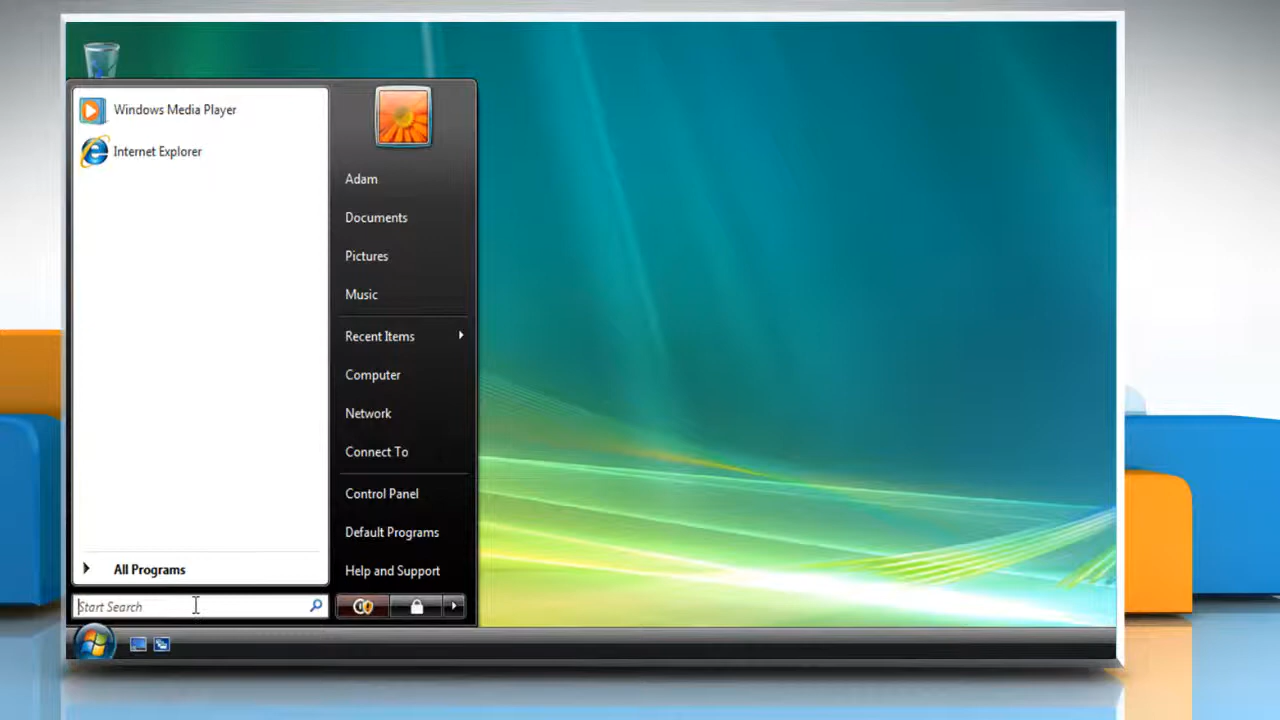 Windows Media Player
Internet Explorer
All Programs
Start Search
Adam
Documents
Pictures
Music
Recent Items
Computer
Network
Connect To
Control Panel
Default Programs
Help and Support